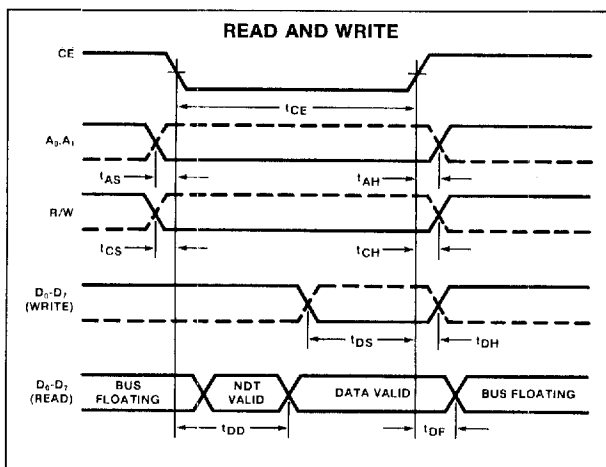 READ AND WRITE
CE
tCE
A₀,A₁
tAS
tAH
R/W
tCS
tCH
D₀-D₇
(WRITE)
tDS
tDH
D₀-D₇
(READ)
BUS
FLOATING
NDT
VALID
DATA VALID
BUS FLOATING
tDD
tDF